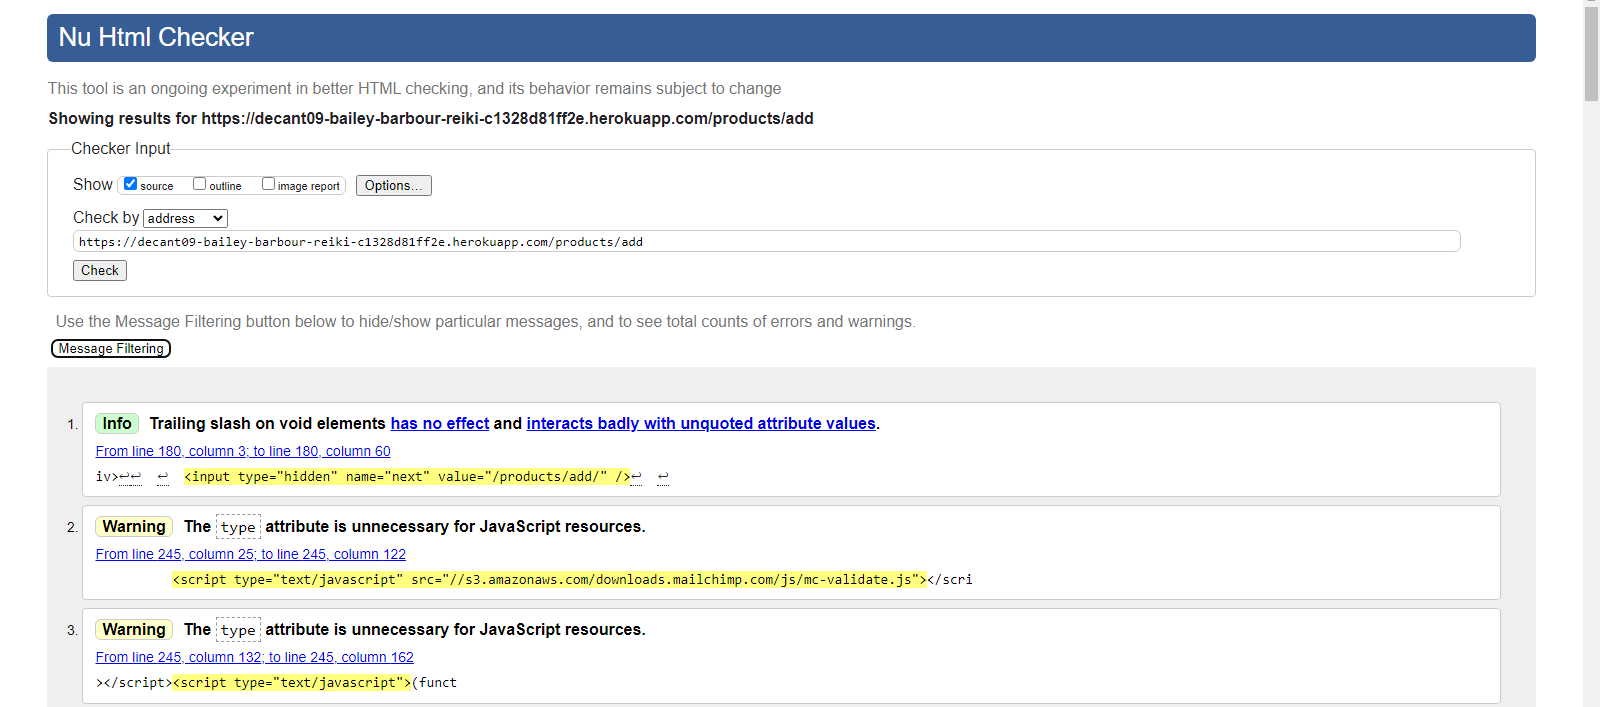 Nu Html Checker
This tool is an ongoing experiment in better HTML checking, and its behavior remains subject to change
Showing results for https://decant09-bailey-barbour-reiki-c1328d81ff2e.herokuapp.com/products/add
Checker Input
Show source outline image report Options...
Check by address
https://decant09-bailey-barbour-reiki-c1328d81ff2e.herokuapp.com/products/add
Check
Use the Message Filtering button below to hide/show particular messages, and to see total counts of errors and warnings.
Message Filtering
1. Info Trailing slash on void elements has no effect and interacts badly with unquoted attribute values.
From line 180, column 3; to line 180, column 60
iv>↩↩ ↩ <input type="hidden" name="next" value="/products/add/" />↩ ↩
2. Warning The type attribute is unnecessary for JavaScript resources.
From line 245, column 25; to line 245, column 122
<script type="text/javascript" src="//s3.amazonaws.com/downloads.mailchimp.com/js/mc-validate.js"></scri
3. Warning The type attribute is unnecessary for JavaScript resources.
From line 245, column 132; to line 245, column 162
></script><script type="text/javascript">(funct